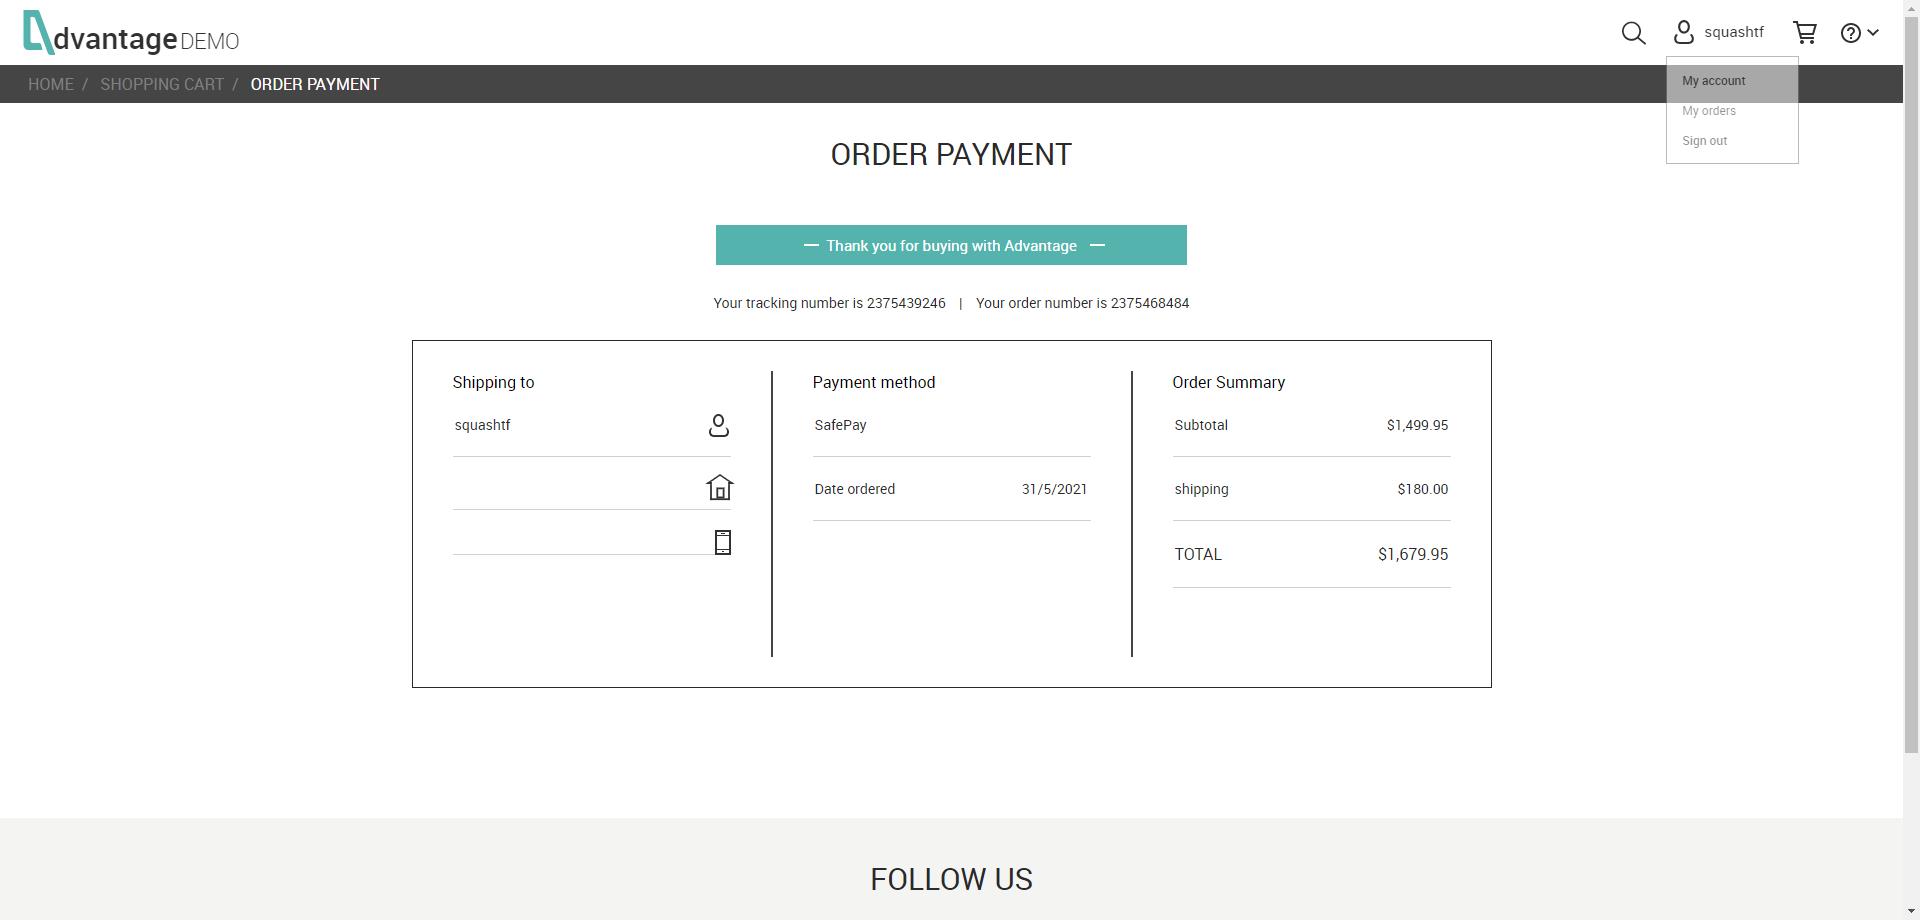 Advantage DEMO
squashtf
HOME / SHOPPING CART / ORDER PAYMENT
My account
My orders
Sign out
ORDER PAYMENT
Thank you for buying with Advantage
Your tracking number is 2375439246 | Your order number is 2375468484
Shipping to
squashtf
Payment method
SafePay
Date ordered 31/5/2021
Order Summary
Subtotal $1,499.95
shipping $180.00
TOTAL $1,679.95
FOLLOW US